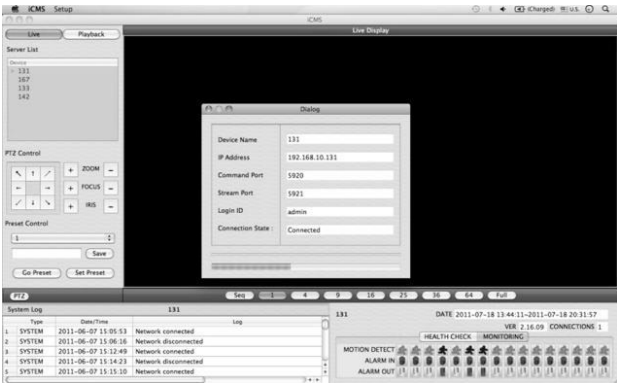 iCMS Setup (Charged) U.S.
iCMS
Live Playback
Live Display
Server List
Device
131
167
133
142
Dialog
Device Name 131
IP Address 192.168.10.131
Command Port 5920
Stream Port 5921
Login ID admin
Connection State : Connected
PTZ Control
+ ZOOM -
+ FOCUS -
+ IRIS -
Preset Control
1
Save
Go Preset Set Preset
PTZ
Seq 1 4 9 16 25 36 64 Full
System Log 131
Type Date/Time Log
1 SYSTEM 2011-06-07 15:05:53 Network connected
2 SYSTEM 2011-06-07 15:06:16 Network disconnected
3 SYSTEM 2011-06-07 15:12:49 Network connected
4 SYSTEM 2011-06-07 15:14:23 Network disconnected
5 SYSTEM 2011-06-07 15:15:10 Network connected
131 DATE 2011-07-18 13:44:11~2011-07-18 20:31:57
VER 2.16.09 CONNECTIONS 1
HEALTH CHECK MONITORING
MOTION DETECT
ALARM IN
ALARM OUT